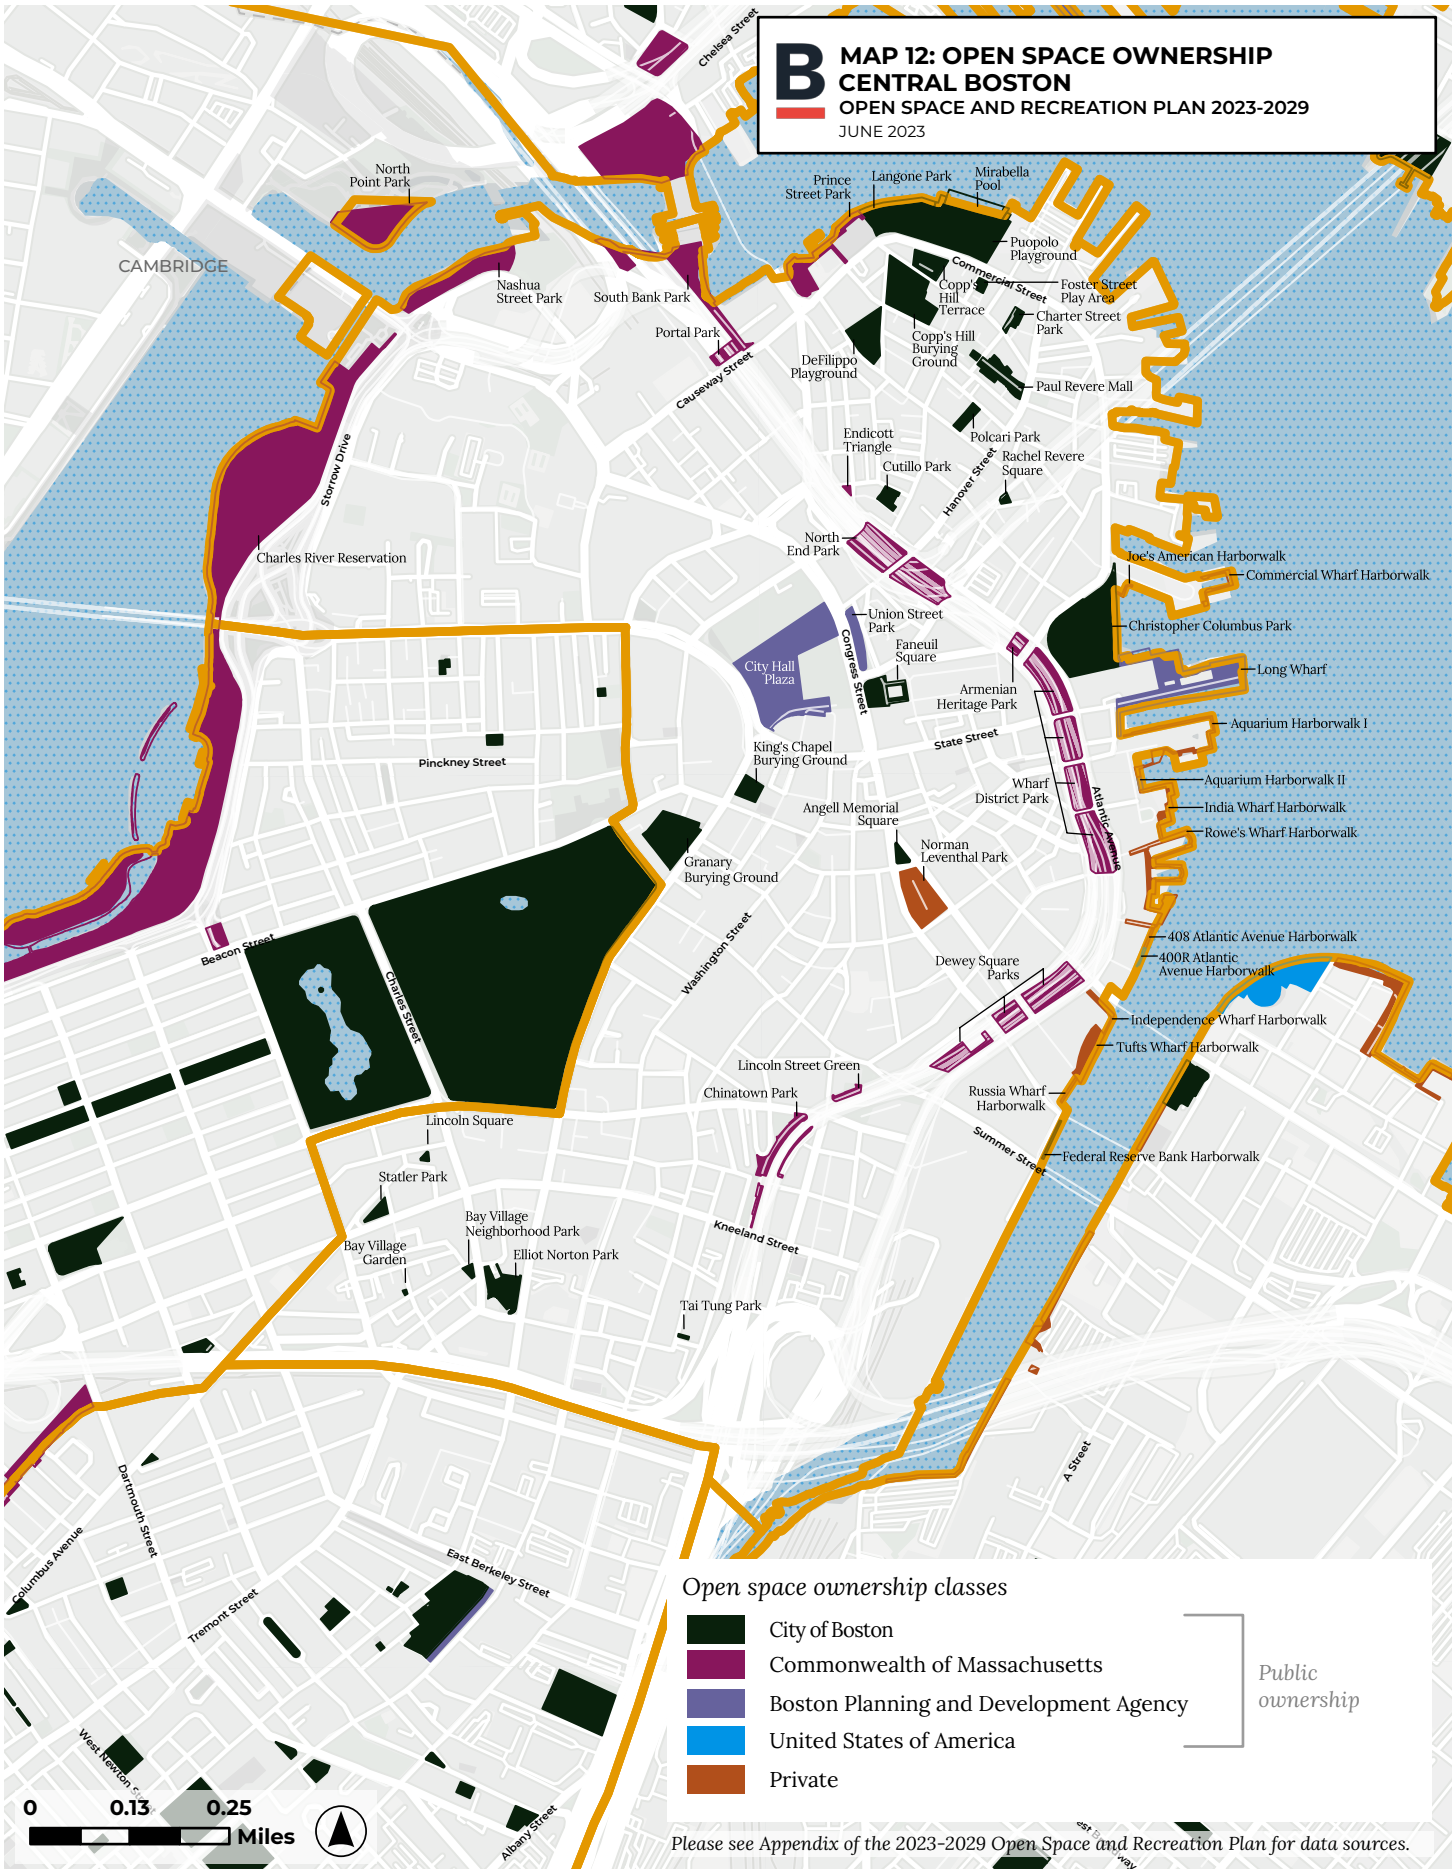 B
MAP 12: OPEN SPACE OWNERSHIP
CENTRAL BOSTON
OPEN SPACE AND RECREATION PLAN 2023-2029
JUNE 2023
Chelsea Street
North
Point Park
CAMBRIDGE
Nashua
Street Park
South Bank Park
Portal Park
Causeway Street
Prince
Street Park
Langone Park
Mirabella
Pool
Puopolo
Playground
Commercial Street
Copp's
Hill
Terrace
Foster Street
Play Area
Charter Street
Park
Copp's Hill
Burying
Ground
DeFilippo
Playground
Paul Revere Mall
Polcari Park
Endicott
Triangle
Cutillo Park
Hanover Street
Rachel Revere
Square
Storrow Drive
Charles River Reservation
North
End Park
Joe's American Harborwalk
Commercial Wharf Harborwalk
Union Street
Park
Christopher Columbus Park
City Hall
Plaza
Congress Street
Faneuil
Square
Long Wharf
Armenian
Heritage Park
State Street
Aquarium Harborwalk I
King's Chapel
Burying Ground
Pinckney Street
Wharf
District Park
Atlantic Avenue
Aquarium Harborwalk II
India Wharf Harborwalk
Angell Memorial
Square
Rowe's Wharf Harborwalk
Norman
Leventhal Park
Granary
Burying Ground
Beacon Street
Washington Street
Charles Street
408 Atlantic Avenue Harborwalk
400R Atlantic
Avenue Harborwalk
Dewey Square
Parks
Independence Wharf Harborwalk
Tufts Wharf Harborwalk
Lincoln Street Green
Chinatown Park
Russia Wharf
Harborwalk
Lincoln Square
Summer Street
Federal Reserve Bank Harborwalk
Statler Park
Bay Village
Neighborhood Park
Kneeland Street
Bay Village
Garden
Elliot Norton Park
Tai Tung Park
A Street
Dartmouth Street
Columbus Avenue
East Berkeley Street
Tremont Street
West Newton Street
Albany Street
Open space ownership classes
City of Boston
Commonwealth of Massachusetts
Boston Planning and Development Agency
United States of America
Private
Public
ownership
0 0.13 0.25
Miles
Please see Appendix of the 2023-2029 Open Space and Recreation Plan for data sources.